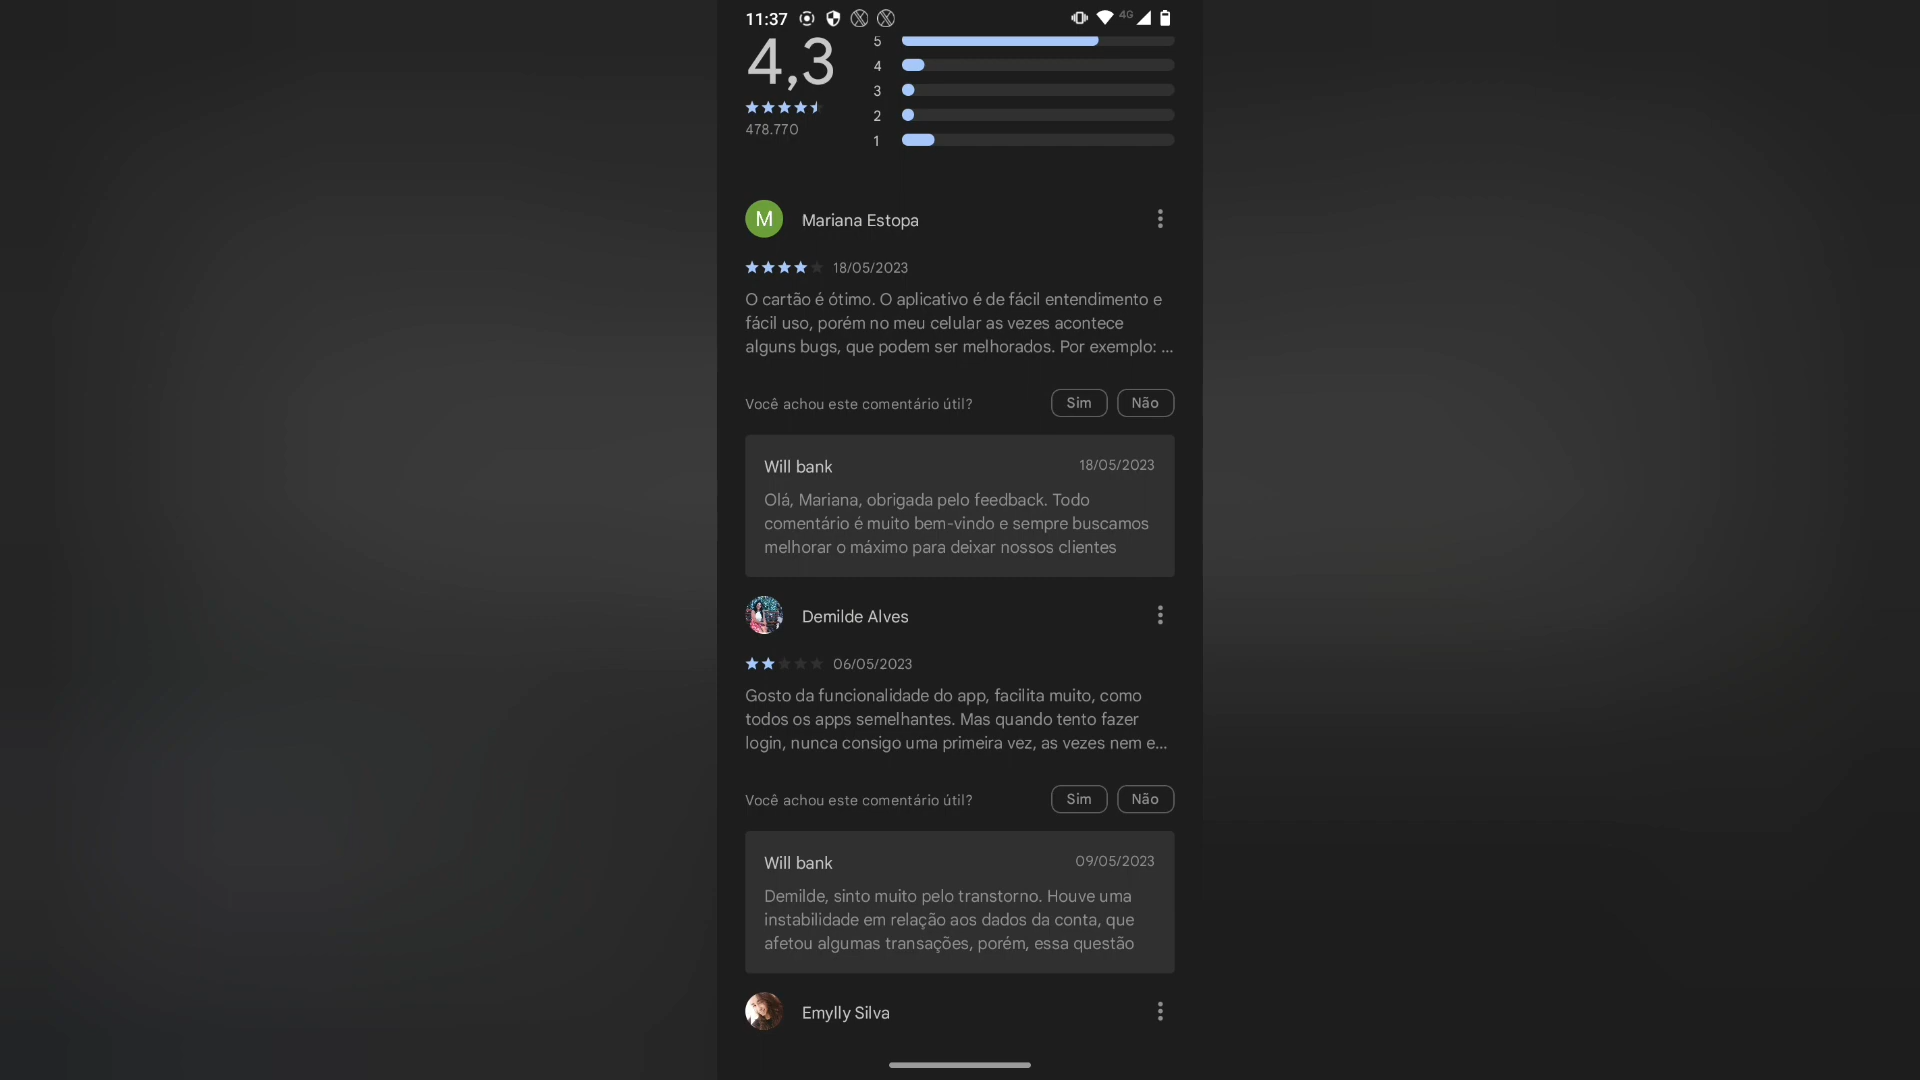 11:37
4G
4,3
478.770
5
4
3
2
1
M
Mariana Estopa
18/05/2023
O cartão é ótimo. O aplicativo é de fácil entendimento e
fácil uso, porém no meu celular as vezes acontece
alguns bugs, que podem ser melhorados. Por exemplo: ...
Você achou este comentário útil?
Sim
Não
Will bank
18/05/2023
Olá, Mariana, obrigada pelo feedback. Todo
comentário é muito bem-vindo e sempre buscamos
melhorar o máximo para deixar nossos clientes
Demilde Alves
06/05/2023
Gosto da funcionalidade do app, facilita muito, como
todos os apps semelhantes. Mas quando tento fazer
login, nunca consigo uma primeira vez, as vezes nem e...
Você achou este comentário útil?
Sim
Não
Will bank
09/05/2023
Demilde, sinto muito pelo transtorno. Houve uma
instabilidade em relação aos dados da conta, que
afetou algumas transações, porém, essa questão
Emylly Silva